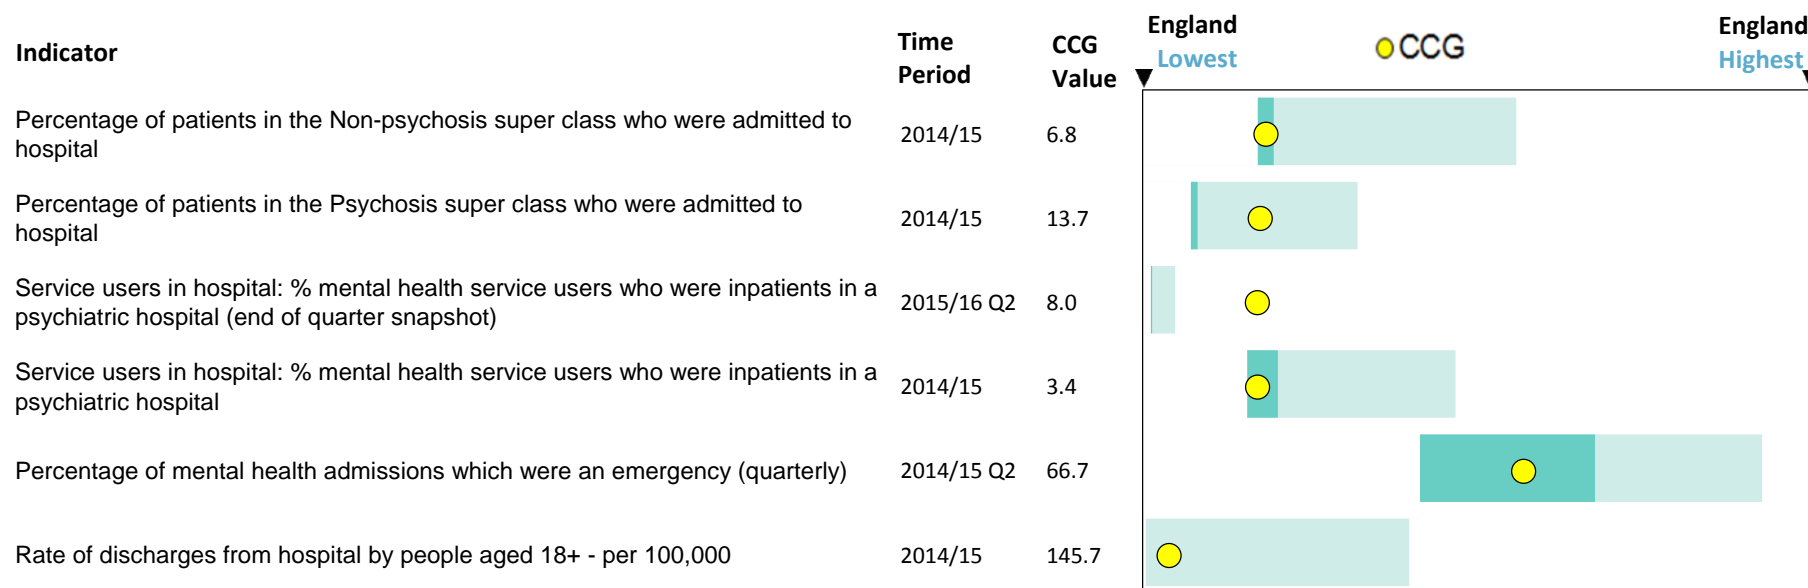 Indicator
Time Period
CCG Value
England Lowest
CCG
England Highest
Percentage of patients in the Non-psychosis super class who were admitted to
hospital
2014/15
6.8
Percentage of patients in the Psychosis super class who were admitted to
hospital
2014/15
13.7
Service users in hospital: % mental health service users who were inpatients in a
psychiatric hospital (end of quarter snapshot)
2015/16 Q2
8.0
Service users in hospital: % mental health service users who were inpatients in a
psychiatric hospital
2014/15
3.4
Percentage of mental health admissions which were an emergency (quarterly)
2014/15 Q2
66.7
Rate of discharges from hospital by people aged 18+ - per 100,000
2014/15
145.7